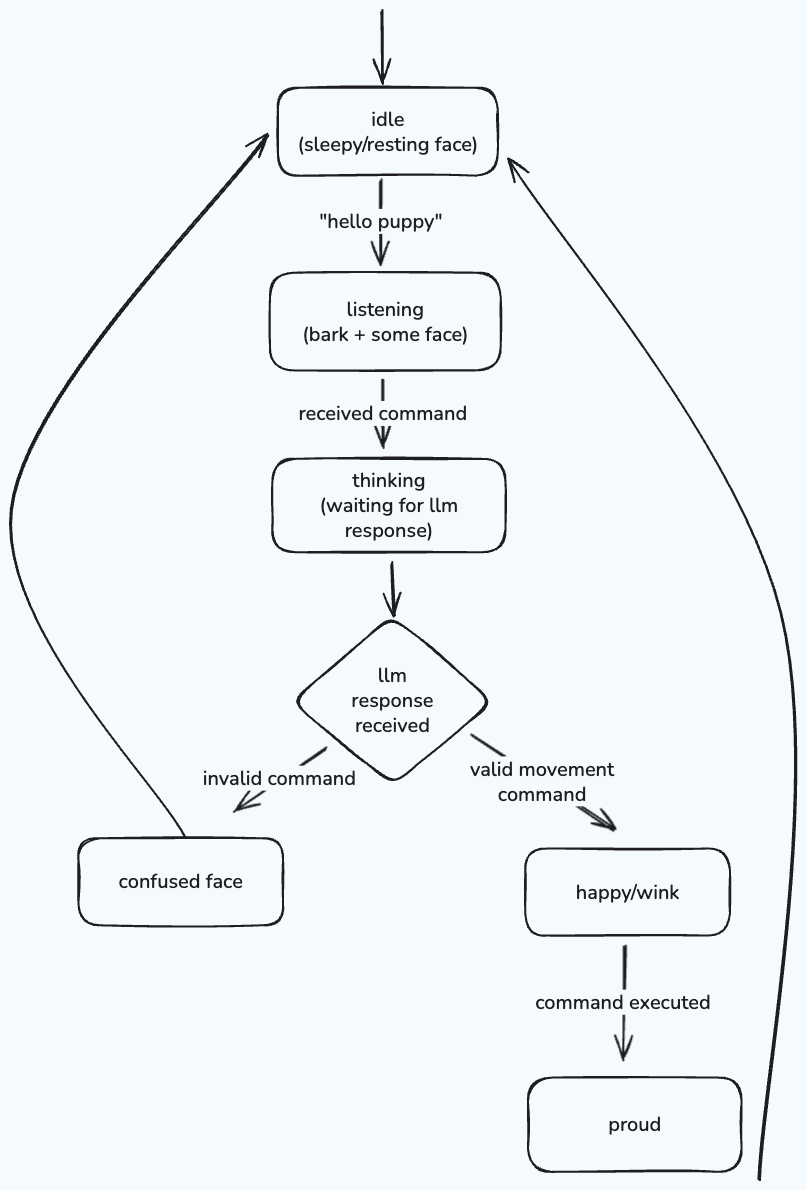 idle
(sleepy/resting face)
"hello puppy"
listening
(bark + some face)
received command
thinking
(waiting for llm
response)
llm
response
received
invalid command
valid movement
command
confused face
happy/wink
command executed
proud